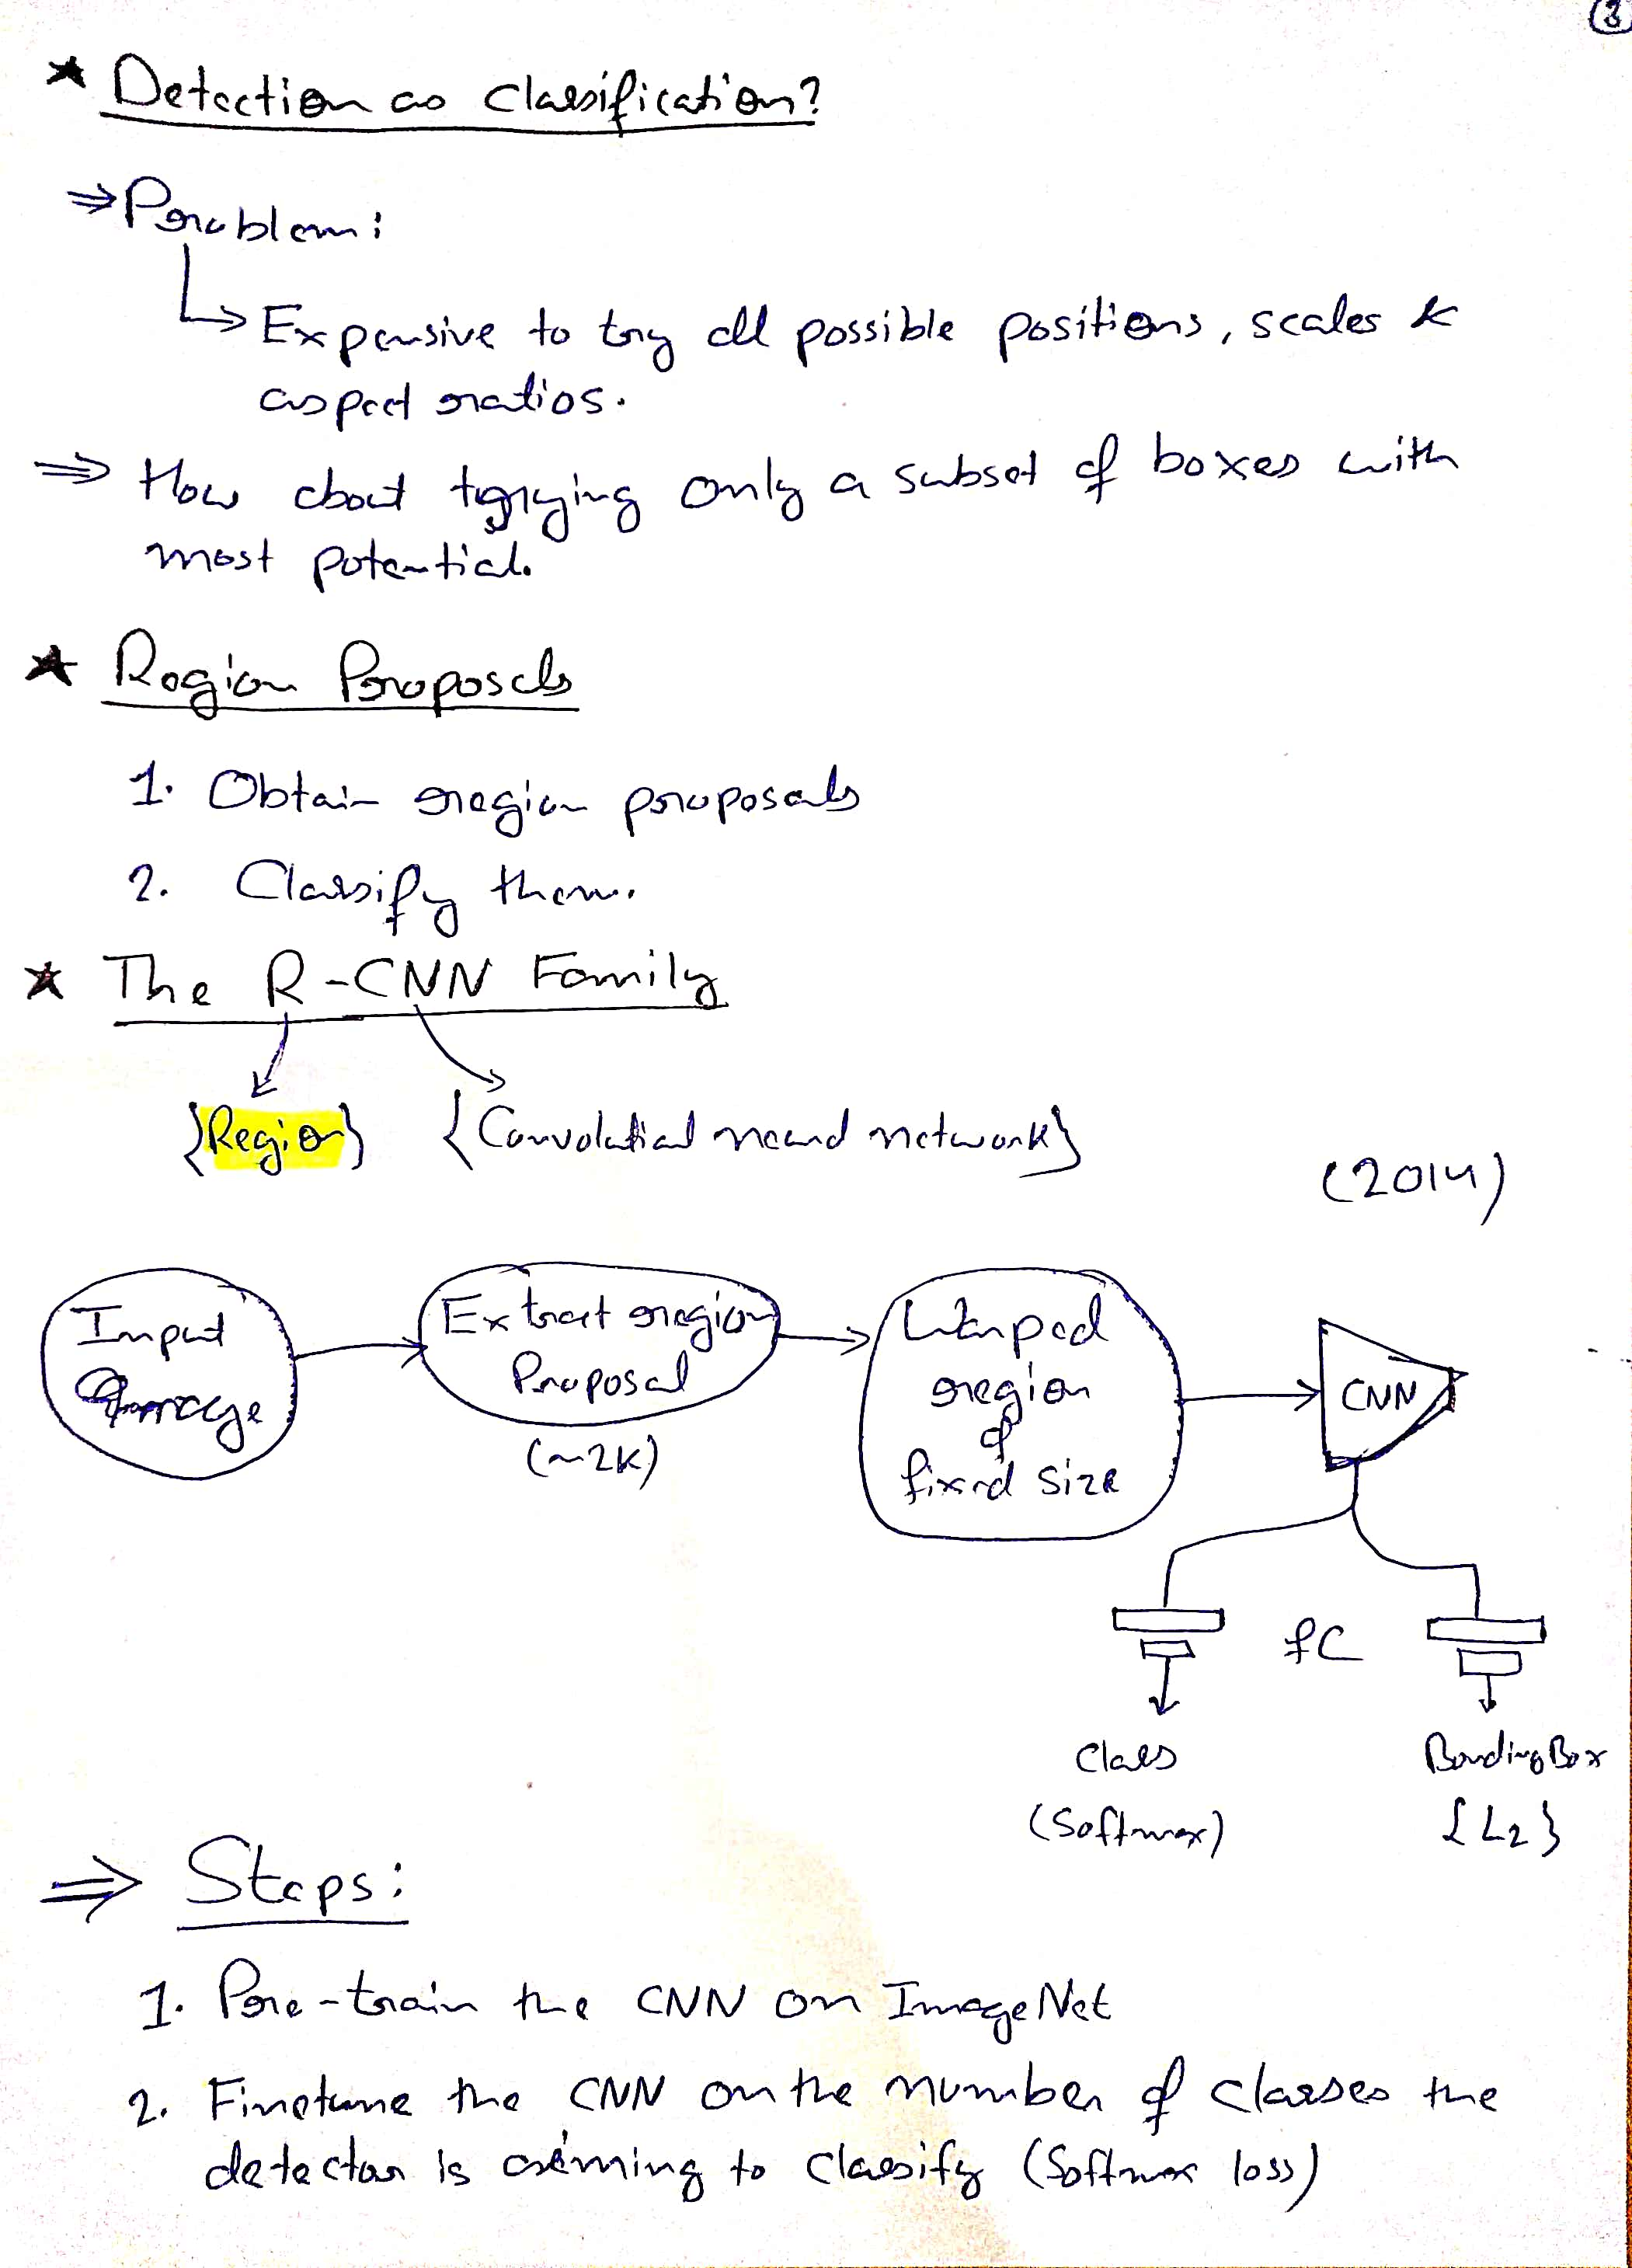 3
* Detection as classification?
⇒ Problem:
↳ Expensive to try all possible positions, scales &
aspect ratios.
⇒ How about trying only a subset of boxes with
most potential.
* Region Proposals
1. Obtain region proposals
2. Classify them.
* The R-CNN Family
{Region} {Convolutial neural network}
(2014)
Input
Image
Extract region
Proposal
(~2K)
Warped
region
of
fixed size
CNN
fC
Class
(Softmax)
BoudingBox
{L2}
⇒ Steps:
1. Pre-train the CNN on ImageNet
2. Finetune the CNN on the number of classes the
detector is aiming to classify (Softmax loss)